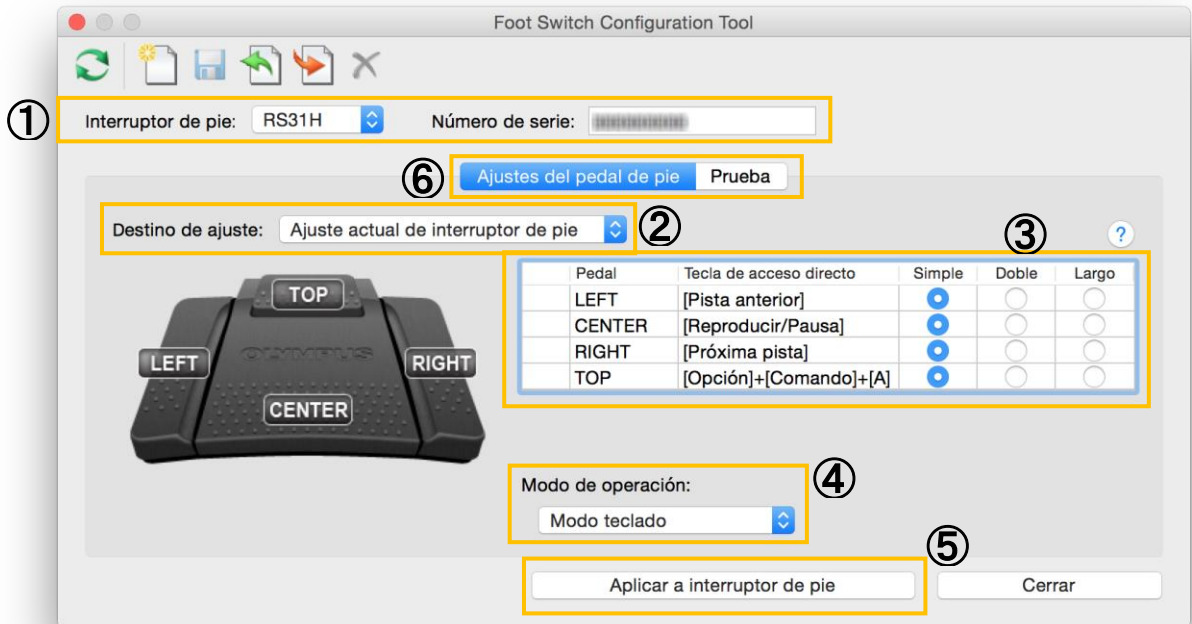 Foot Switch Configuration Tool
① Interruptor de pie: RS31H Número de serie:
⑥ Ajustes del pedal de pie Prueba
Destino de ajuste: Ajuste actual de interruptor de pie ②
③ ?
Pedal Tecla de acceso directo Simple Doble Largo
LEFT [Pista anterior]
CENTER [Reproducir/Pausa]
RIGHT [Próxima pista]
TOP [Opción]+[Comando]+[A]
TOP
OLYMPUS
LEFT RIGHT
CENTER
Modo de operación: ④
Modo teclado
⑤
Aplicar a interruptor de pie Cerrar